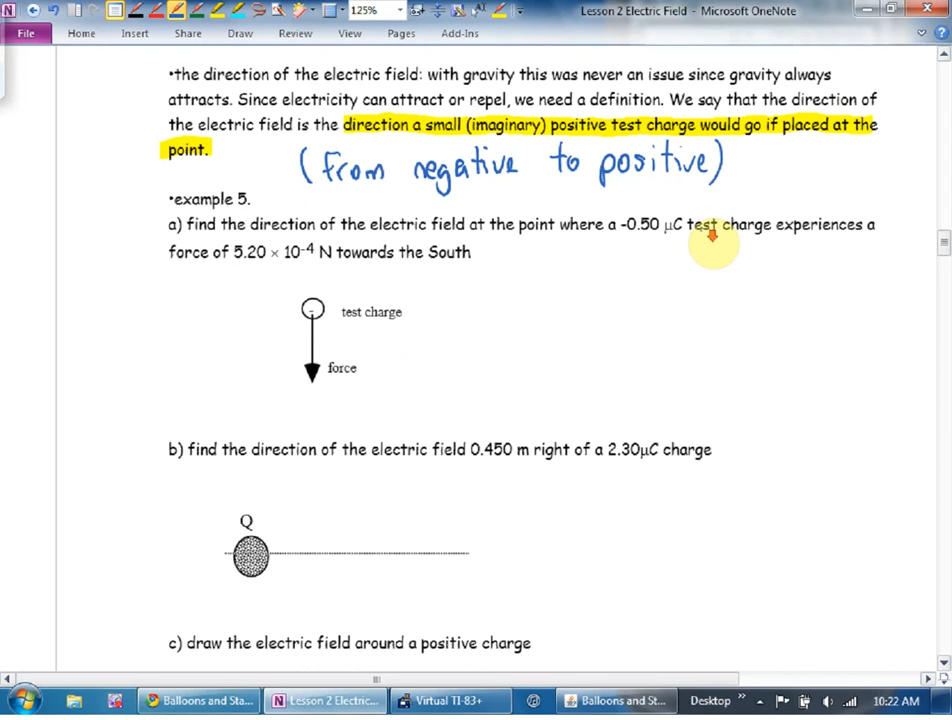 Lesson 2 Electric Field - Microsoft OneNote
125%
File Home Insert Share Draw Review View Pages Add-Ins
•the direction of the electric field: with gravity this was never an issue since gravity always
attracts. Since electricity can attract or repel, we need a definition. We say that the direction of
the electric field is the direction a small (imaginary) positive test charge would go if placed at the
point.
(from negative to positive)
•example 5.
a) find the direction of the electric field at the point where a -0.50 μC test charge experiences a
force of 5.20 × 10⁻⁴ N towards the South
-
test charge
force
b) find the direction of the electric field 0.450 m right of a 2.30μC charge
Q
c) draw the electric field around a positive charge
Balloons and Sta... Lesson 2 Electric... Virtual TI-83+ Balloons and St... Desktop 10:22 AM